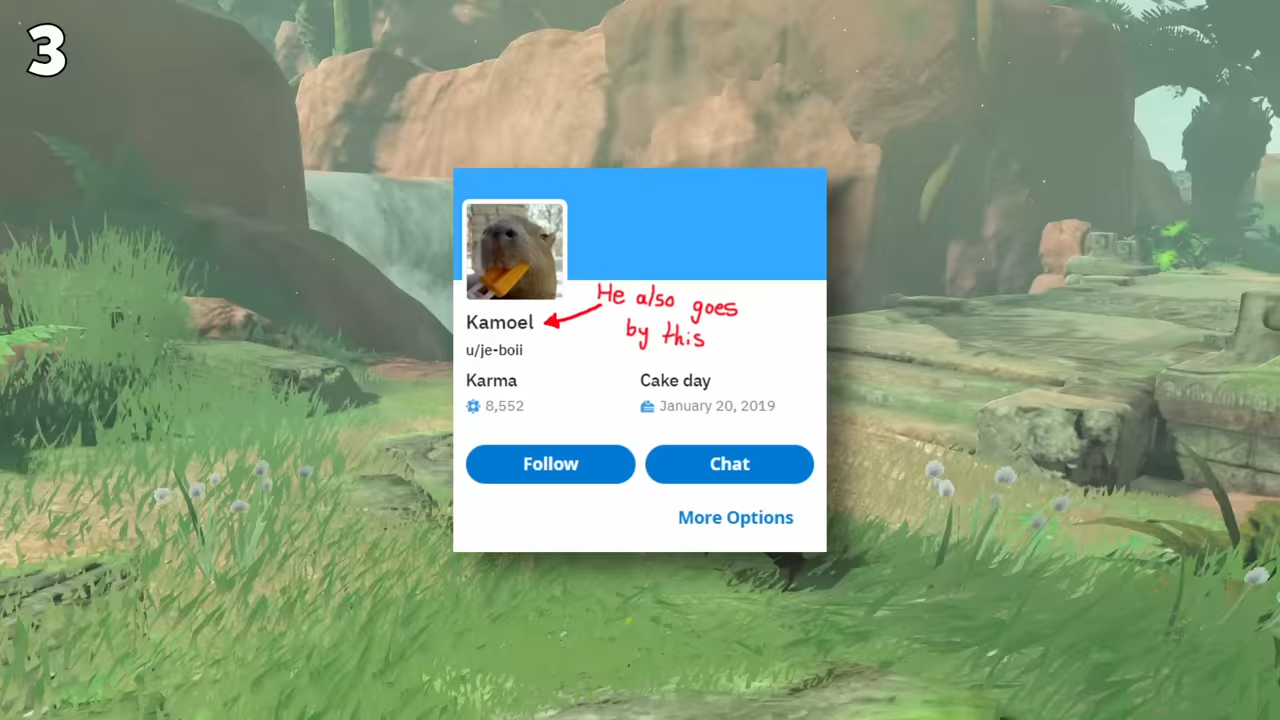 3
He also goes
by this
Kamoel
u/je-boii
Karma
Cake day
8,552
January 20, 2019
Follow
Chat
More Options